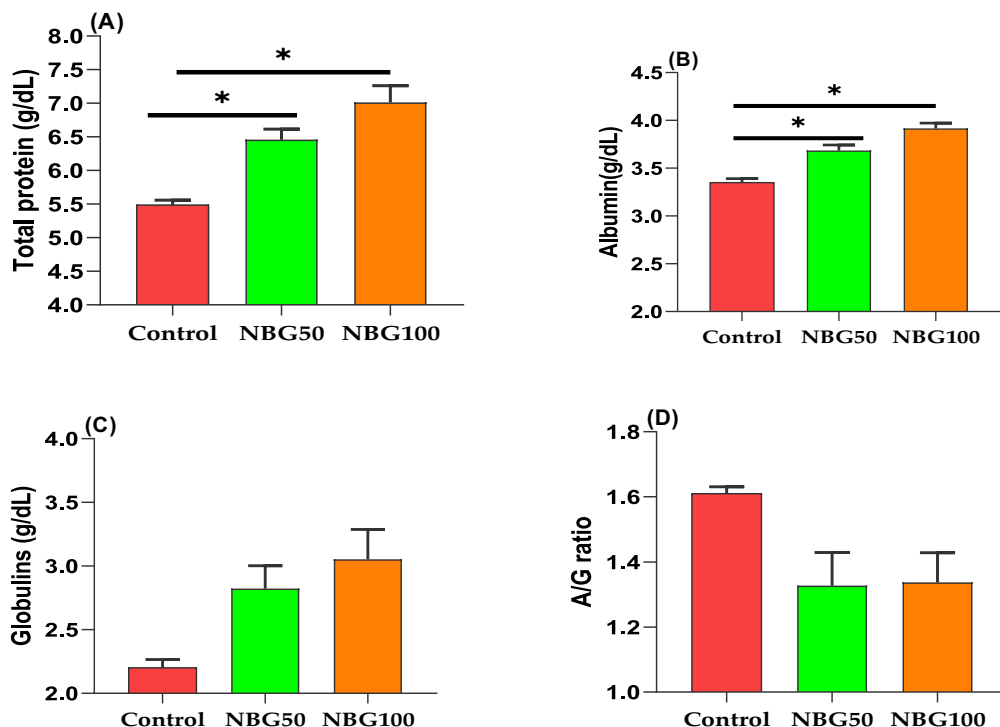 (A)
Total protein (g/dL)
8.0
7.5
7.0
6.5
6.0
5.5
5.0
4.5
4.0
*
*
Control NBG50 NBG100
(B)
Albumin(g/dL)
4.5
4.0
3.5
3.0
2.5
2.0
*
*
Control NBG50 NBG100
(C)
Globulins (g/dL)
4.0
3.5
3.0
2.5
2.0
Control NBG50 NBG100
(D)
A/G ratio
1.8
1.6
1.4
1.2
1.0
Control NBG50 NBG100